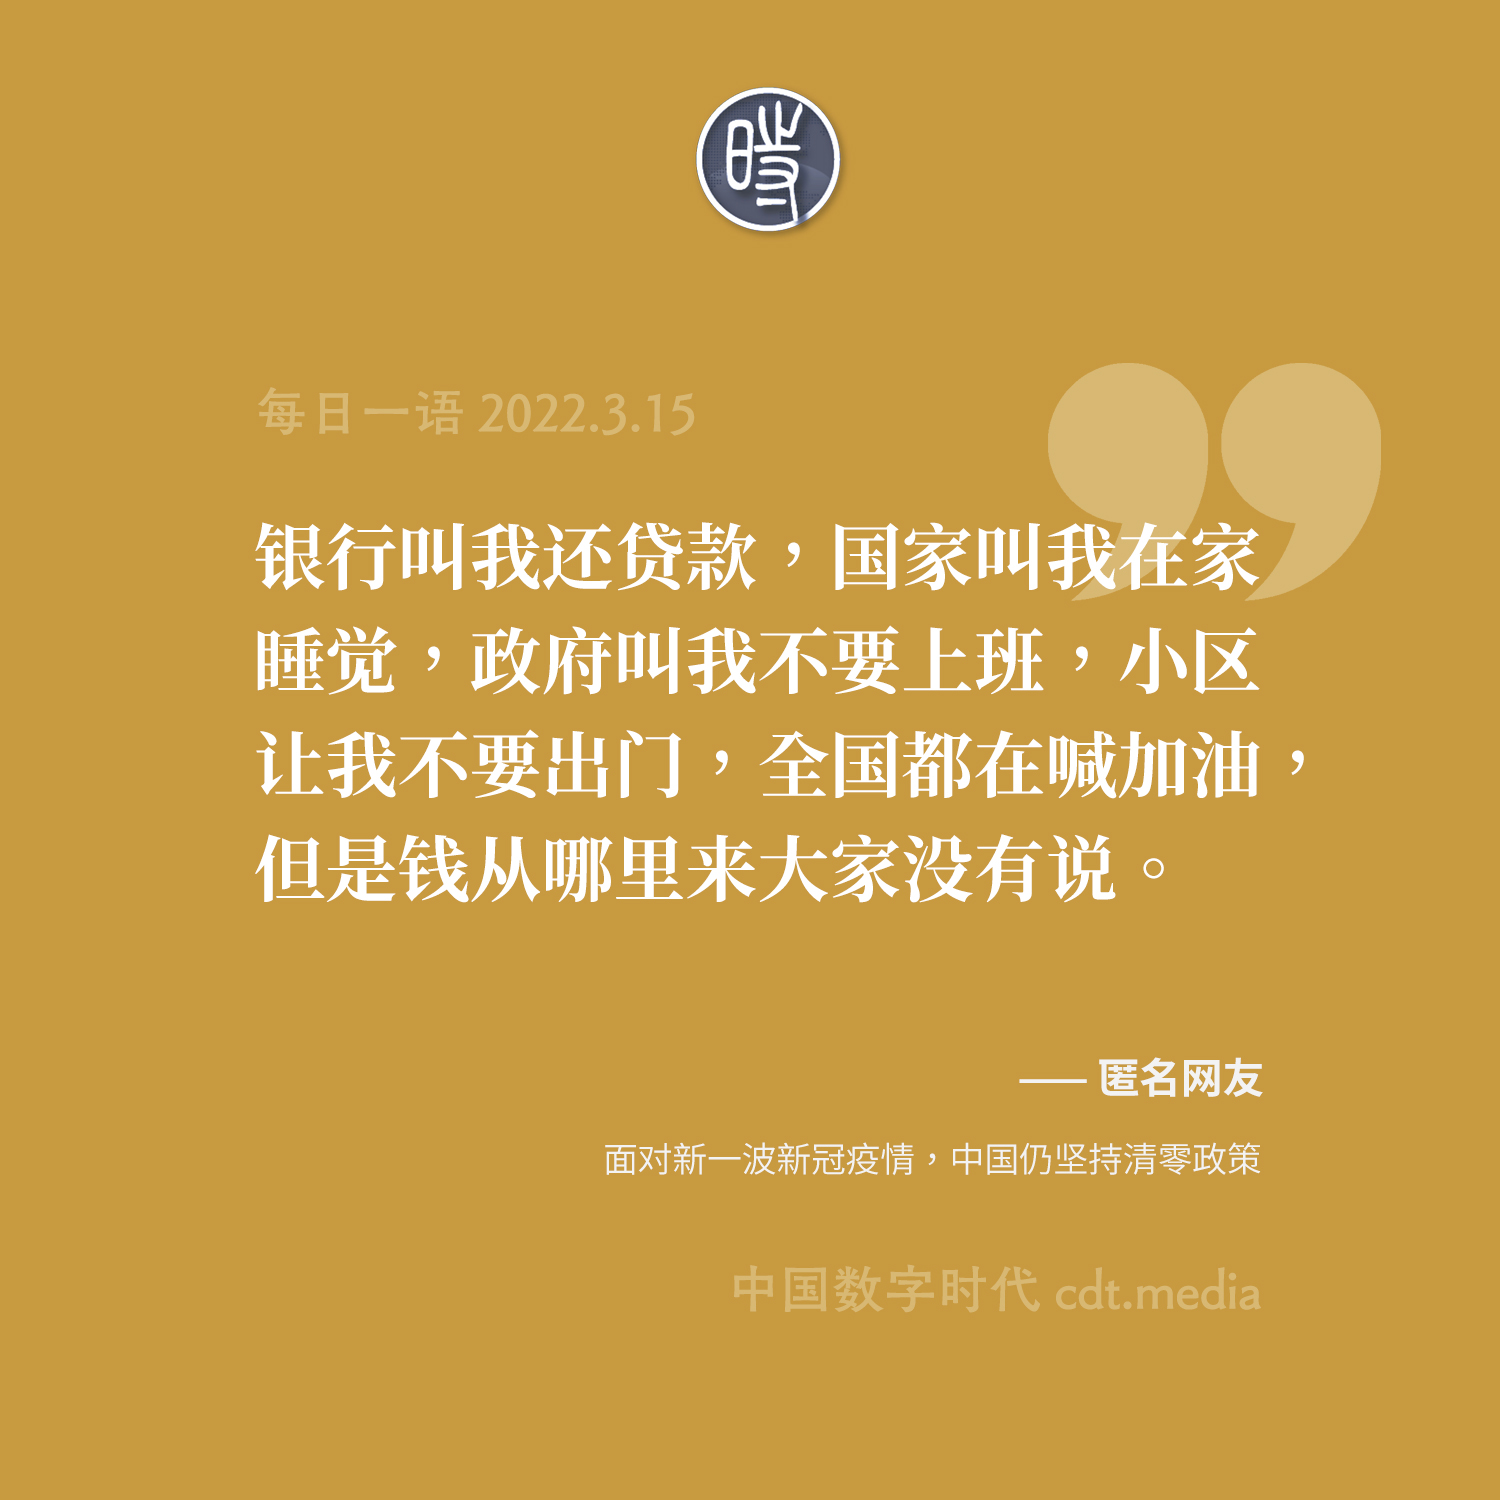 時
每日一语 2022.3.15
银行叫我还贷款，国家叫我在家
睡觉，政府叫我不要上班，小区
让我不要出门，全国都在喊加油，
但是钱从哪里来大家没有说。
—— 匿名网友
面对新一波新冠疫情，中国仍坚持清零政策
中国数字时代 cdt.media